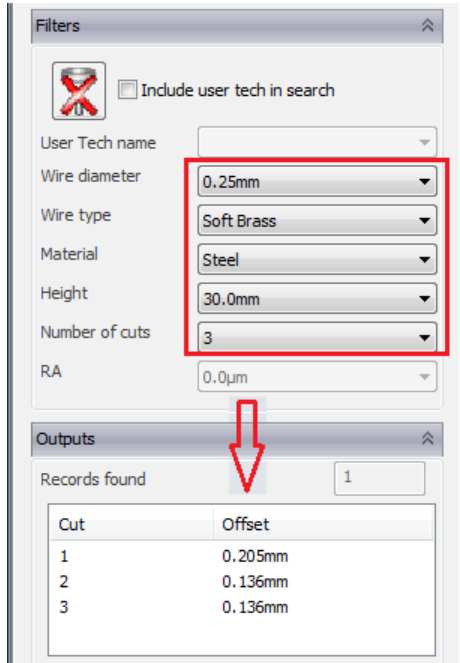 Filters
Include user tech in search
User Tech name
Wire diameter 0.25mm
Wire type Soft Brass
Material Steel
Height 30.0mm
Number of cuts 3
RA 0.0µm
Outputs
Records found 1
Cut Offset
1 0.205mm
2 0.136mm
3 0.136mm